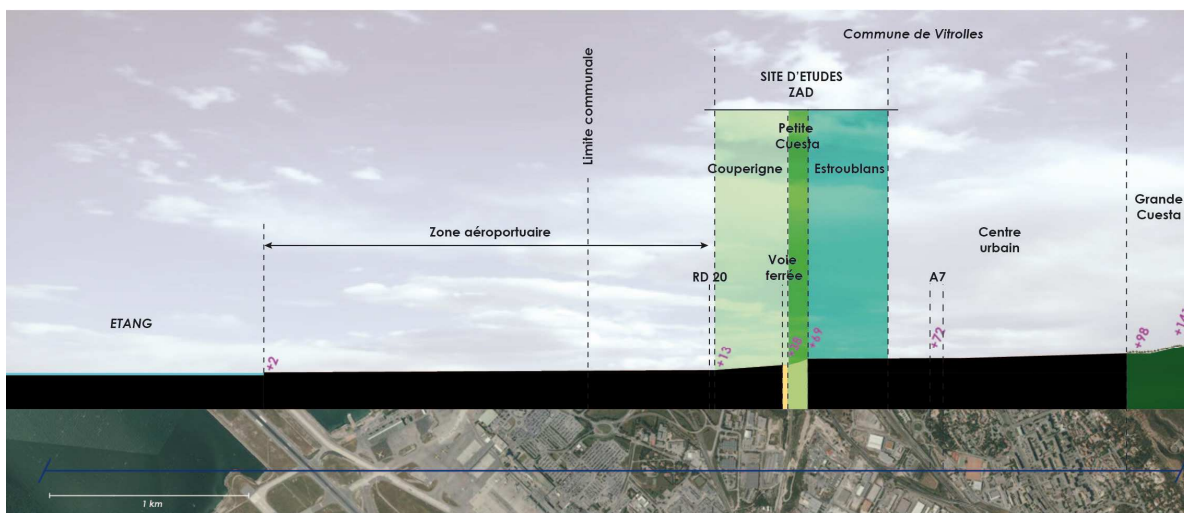 Commune de Vitrolles
SITE D'ETUDES
ZAD
Limite communale
Petite
Cuesta
Couperigne
Estroublans
Grande
Cuesta
Zone aéroportuaire
Centre
urbain
Voie
ferrée
RD 20
A7
ETANG
+2
+13
+69
+72
+98
1 km